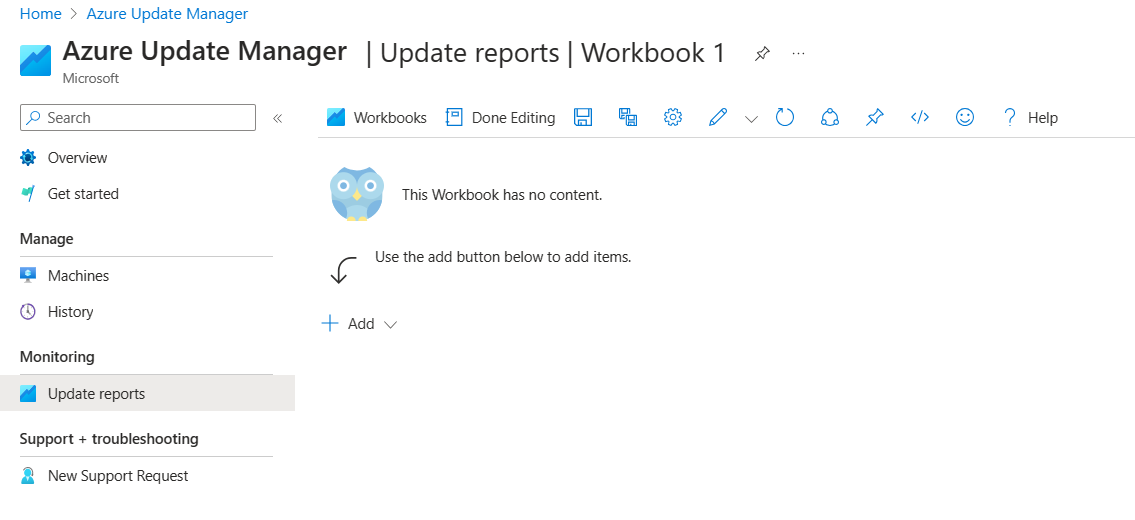 Home > Azure Update Manager
Azure Update Manager | Update reports | Workbook 1 ...
Microsoft
Search «
Workbooks Done Editing </> ? Help
Overview
Get started
Manage
Machines
History
Monitoring
Update reports
Support + troubleshooting
New Support Request
This Workbook has no content.
Use the add button below to add items.
+ Add